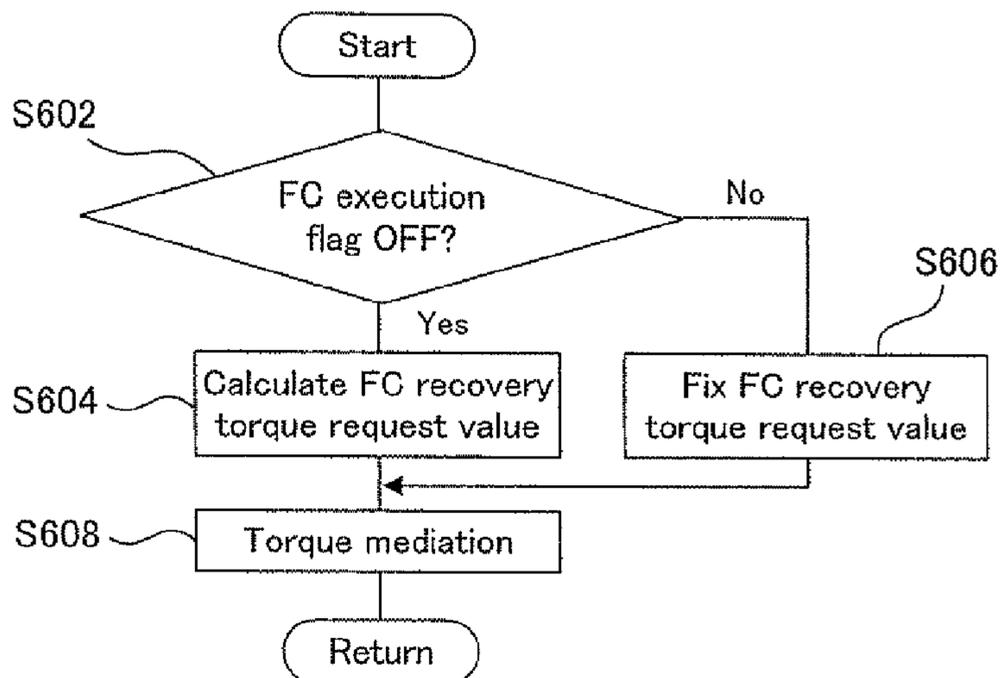 Start
S602
FC execution
flag OFF?
No
S606
Yes
S604
Calculate FC recovery
torque request value
Fix FC recovery
torque request value
S608
Torque mediation
Return